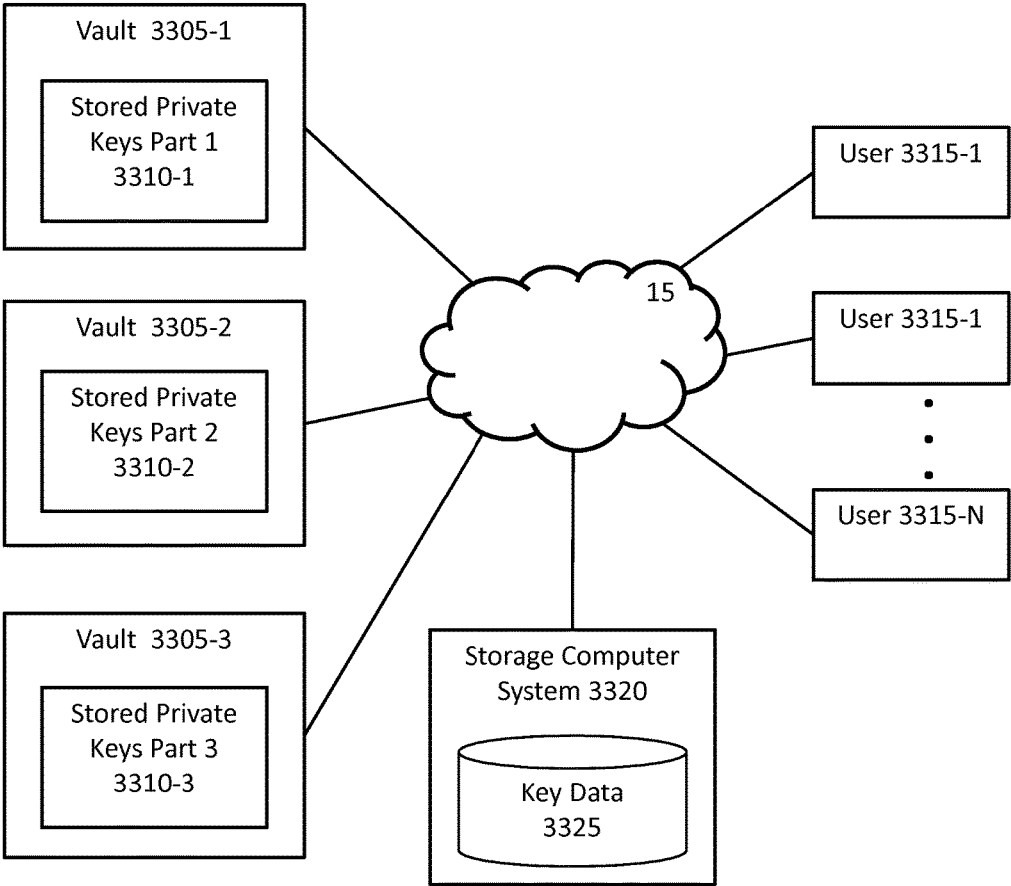 Vault 3305-1
Stored Private
Keys Part 1
3310-1
Vault 3305-2
Stored Private
Keys Part 2
3310-2
Vault 3305-3
Stored Private
Keys Part 3
3310-3
15
User 3315-1
User 3315-1
User 3315-N
Storage Computer
System 3320
Key Data
3325